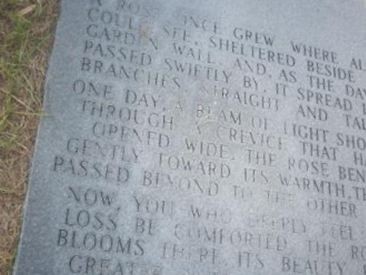 A ROSE ONCE GREW WHERE AL
COULD SEE, SHELTERED BESIDE
GARDEN WALL, AND, AS THE DAY
PASSED SWIFTLY BY, IT SPREAD I
BRANCHES, STRAIGHT AND TAL
ONE DAY, A BEAM OF LIGHT SHO
THROUGH A CREVICE THAT HA
OPENED WIDE. THE ROSE BEN
GENTLY TOWARD ITS WARMTH, TH
PASSED BEYOND TO THE OTHER
NOW, YOU WHO DEEPLY FEEL
LOSS BE COMFORTED THE RO
BLOOMS THERE, ITS BEAUTY
GREATE